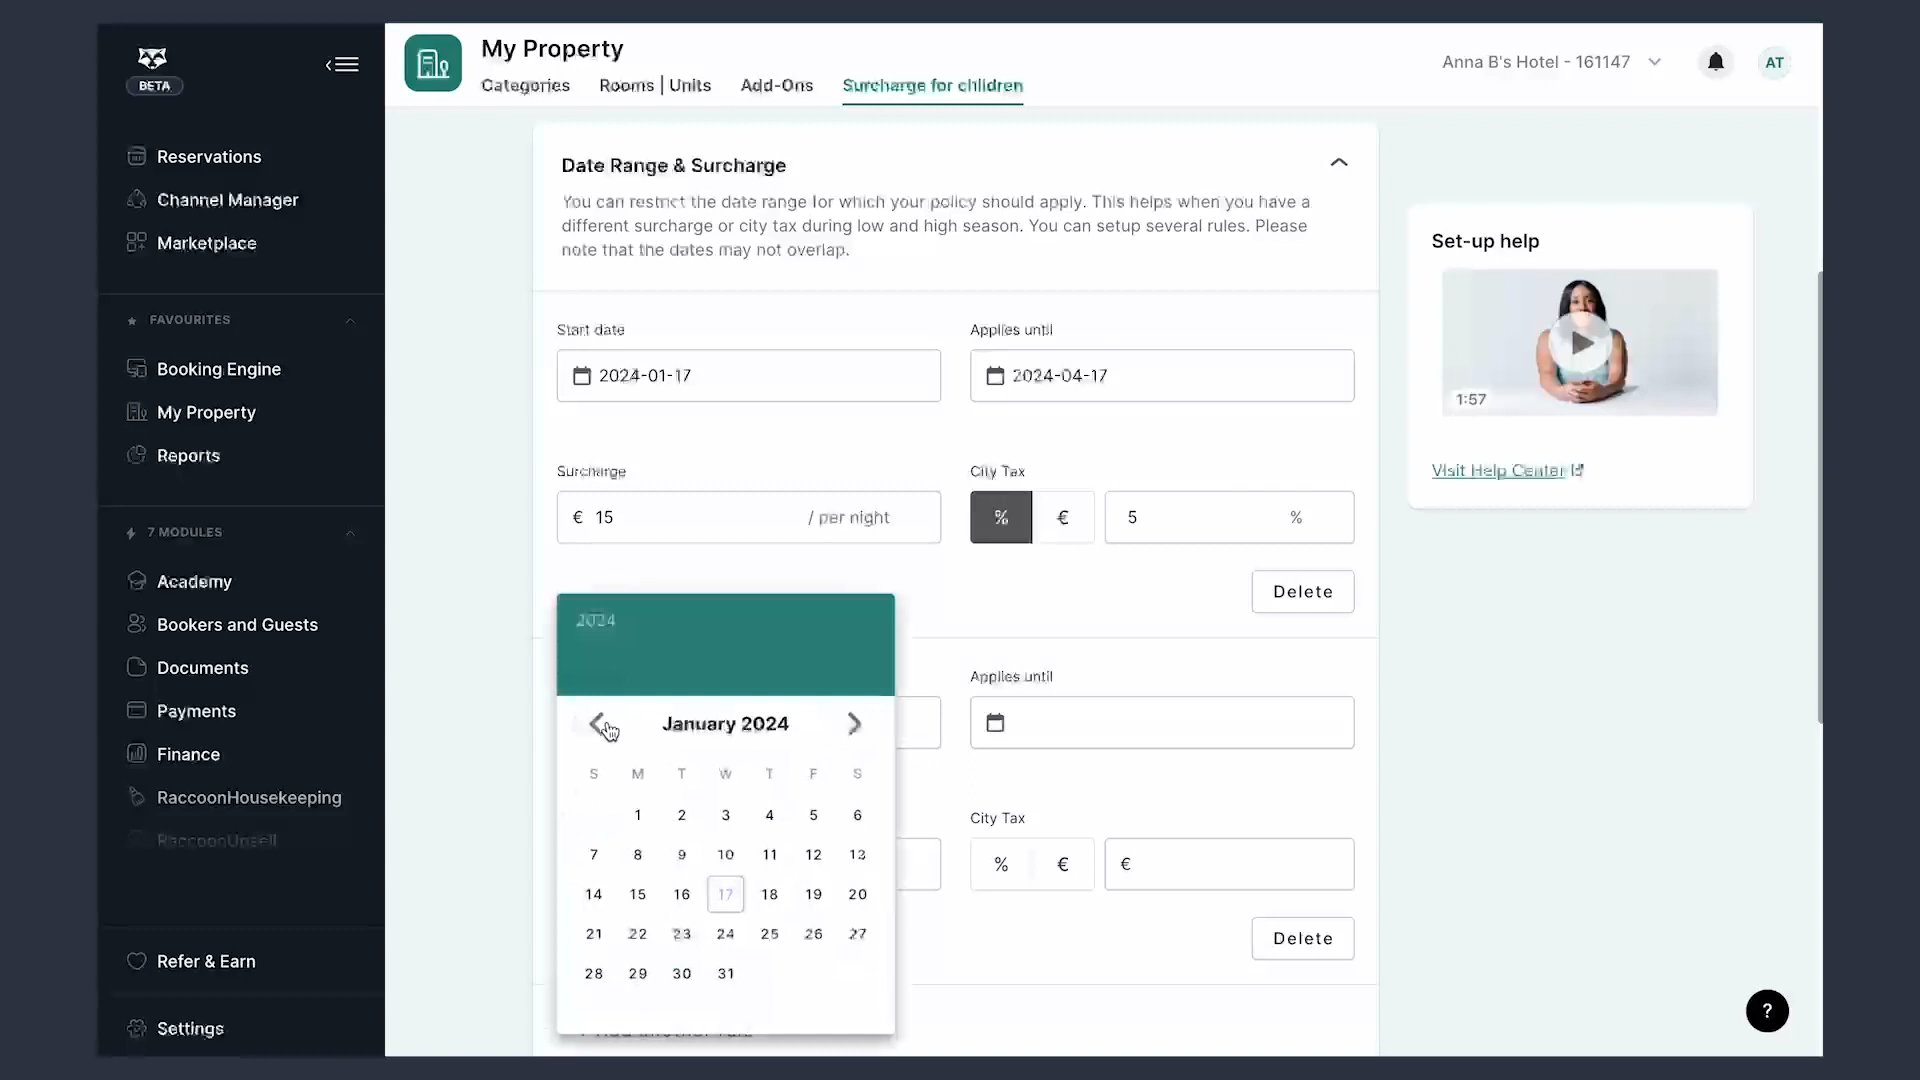 BETA
Reservations
Channel Manager
Marketplace
FAVOURITES
Booking Engine
My Property
Reports
7 MODULES
Academy
Bookers and Guests
Documents
Payments
Finance
RaccoonHousekeeping
RaccoonUpsell
Refer & Earn
Settings
My Property
Categories Rooms | Units Add-Ons Surcharge for children
Anna B's Hotel - 161147
AT
Date Range & Surcharge
You can restrict the date range for which your policy should apply. This helps when you have a
different surcharge or city tax during low and high season. You can setup several rules. Please
note that the dates may not overlap.
Start date
2024-01-17
Applies until
2024-04-17
Surcharge
€ 15 / per night
City Tax
% € 5 %
Delete
2024
January 2024
S M T W T F S
1 2 3 4 5 6
7 8 9 10 11 12 13
14 15 16 17 18 19 20
21 22 23 24 25 26 27
28 29 30 31
Applies until
City Tax
% € €
Delete
Set-up help
1:57
Visit Help Center
?